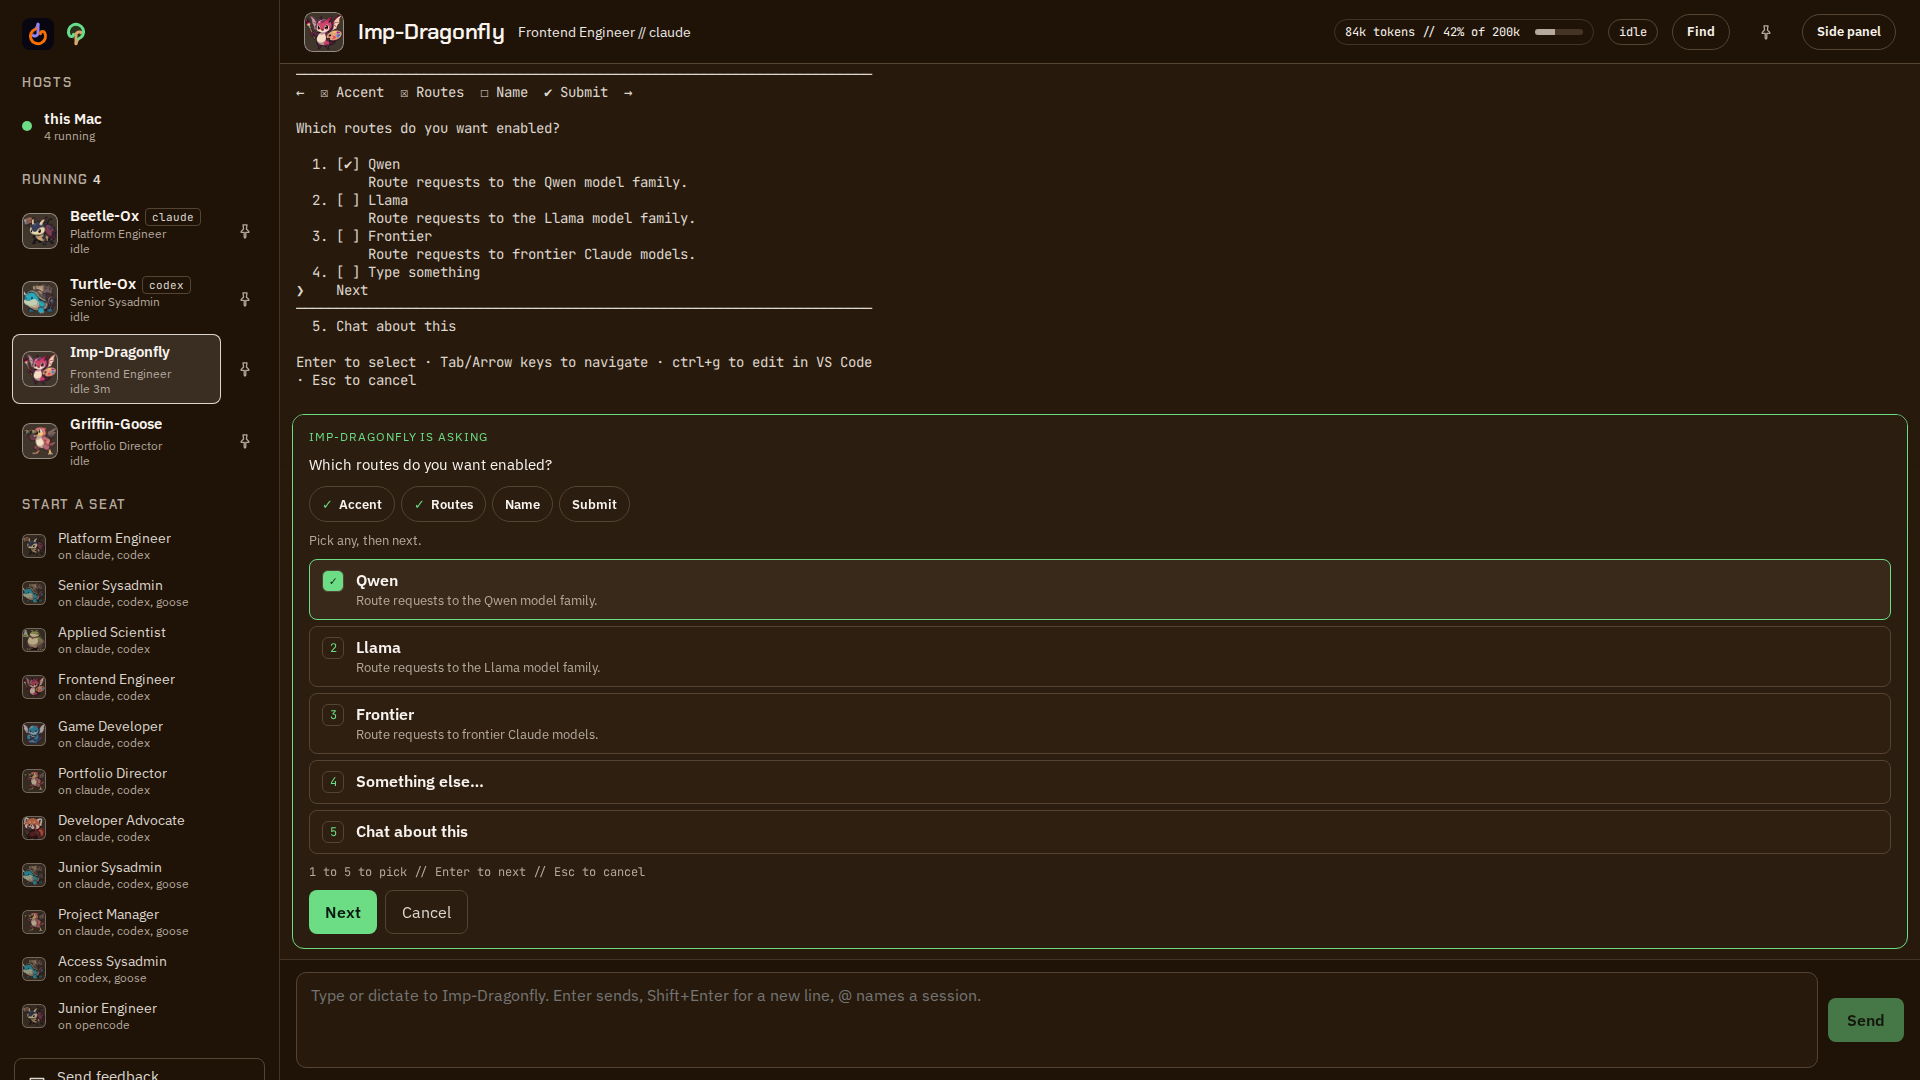 HOSTS
this Mac
4 running
RUNNING 4
Beetle-Ox claude
Platform Engineer
idle
Turtle-Ox codex
Senior Sysadmin
idle
Imp-Dragonfly
Frontend Engineer
idle 3m
Griffin-Goose
Portfolio Director
idle
START A SEAT
Platform Engineer
on claude, codex
Senior Sysadmin
on claude, codex, goose
Applied Scientist
on claude, codex
Frontend Engineer
on claude, codex
Game Developer
on claude, codex
Portfolio Director
on claude, codex
Developer Advocate
on claude, codex
Junior Sysadmin
on claude, codex, goose
Project Manager
on claude, codex, goose
Access Sysadmin
on codex, goose
Junior Engineer
on opencode
Send feedback
Imp-Dragonfly Frontend Engineer // claude
84k tokens // 42% of 200k idle Find Side panel
← ☒ Accent ☒ Routes ☐ Name ✔ Submit →
Which routes do you want enabled?
1. [✔] Qwen
Route requests to the Qwen model family.
2. [ ] Llama
Route requests to the Llama model family.
3. [ ] Frontier
Route requests to frontier Claude models.
4. [ ] Type something
❯ Next
5. Chat about this
Enter to select · Tab/Arrow keys to navigate · ctrl+g to edit in VS Code
· Esc to cancel
IMP-DRAGONFLY IS ASKING
Which routes do you want enabled?
✓ Accent ✓ Routes Name Submit
Pick any, then next.
✓ Qwen
Route requests to the Qwen model family.
2 Llama
Route requests to the Llama model family.
3 Frontier
Route requests to frontier Claude models.
4 Something else...
5 Chat about this
1 to 5 to pick // Enter to next // Esc to cancel
Next Cancel
Type or dictate to Imp-Dragonfly. Enter sends, Shift+Enter for a new line, @ names a session.
Send